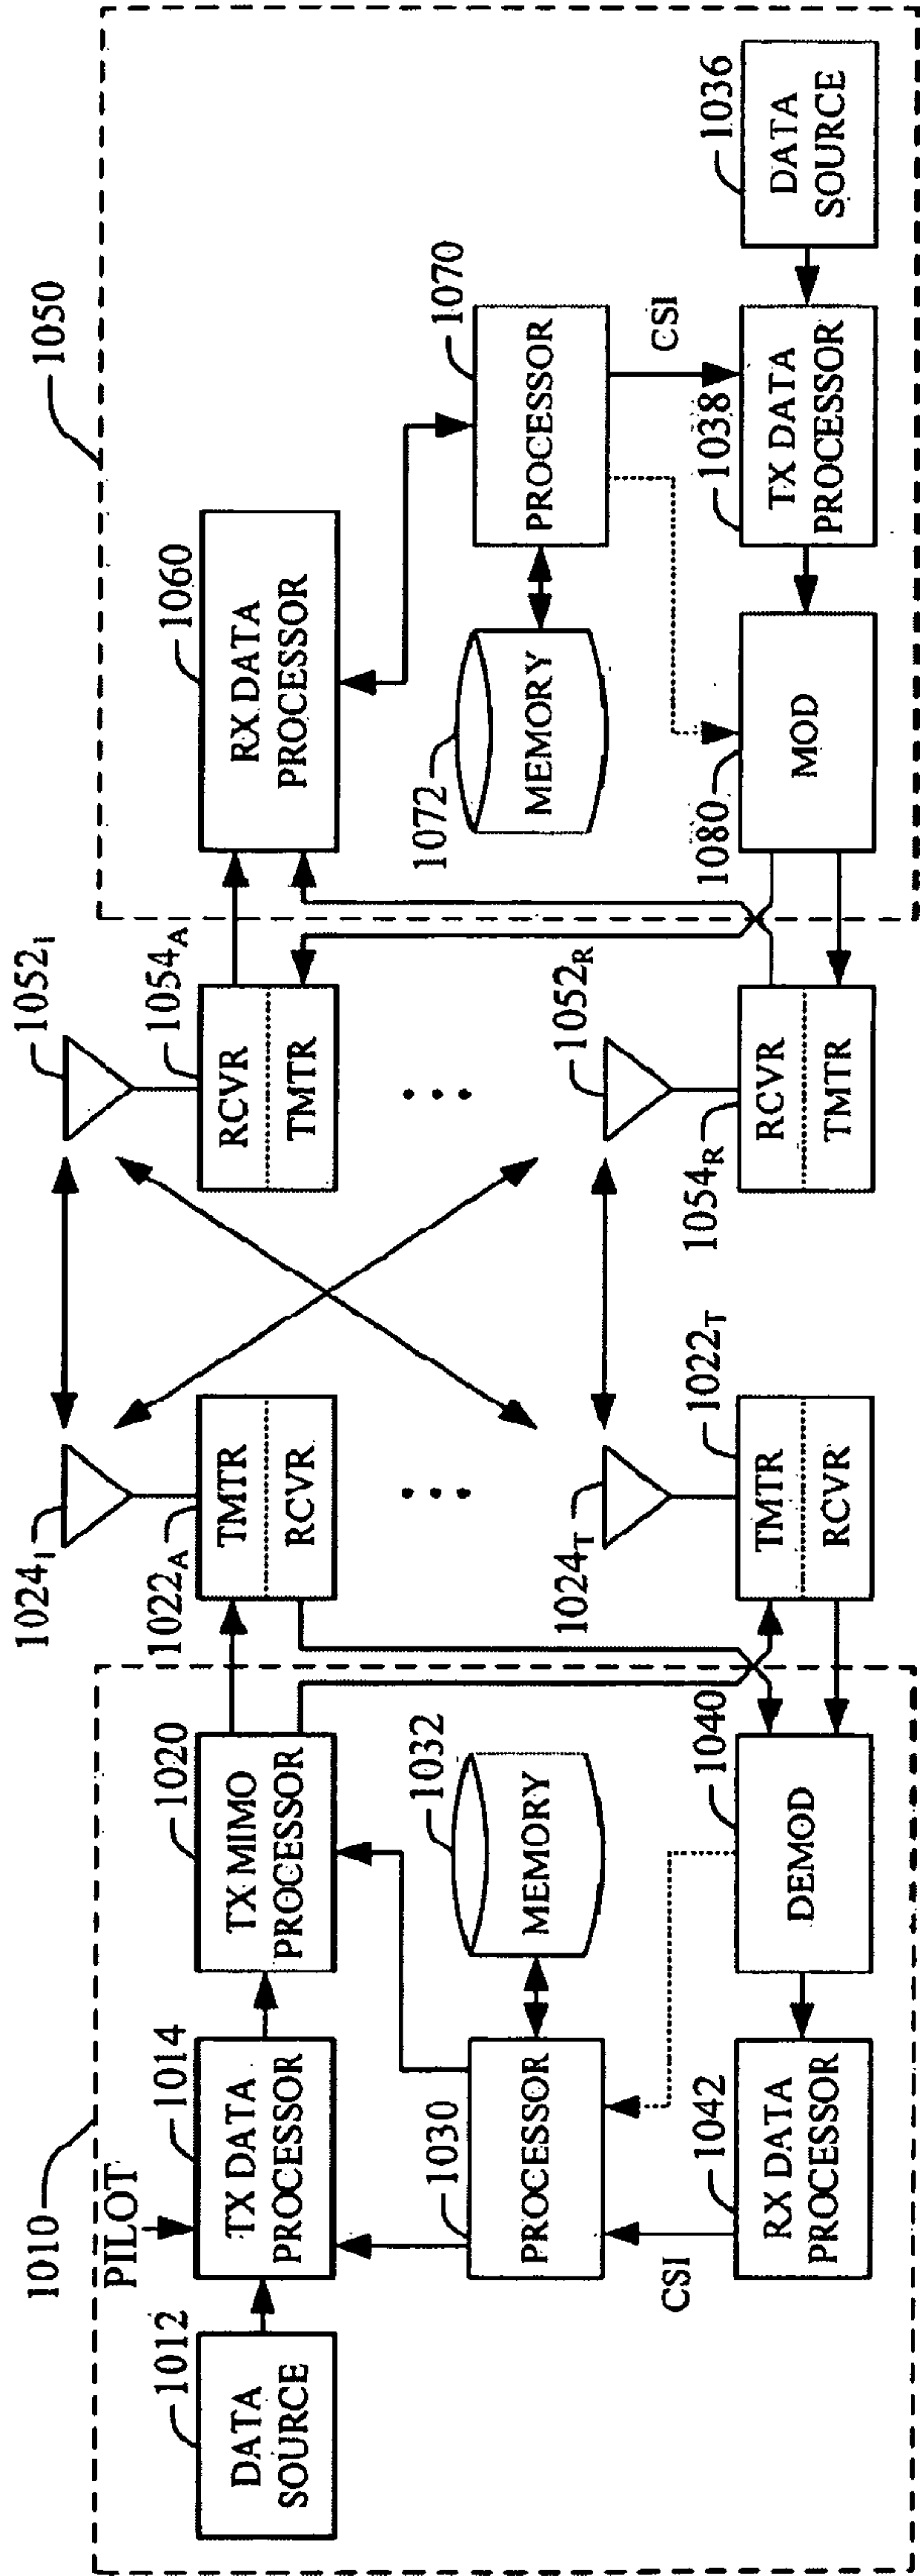 1010
PILOT
1012
DATA
SOURCE
1014
TX DATA
PROCESSOR
1020
TX MIMO
PROCESSOR
1030
PROCESSOR
1032
MEMORY
CSI
1042
RX DATA
PROCESSOR
1040
DEMOD
1024₁
1022A
TMTR
RCVR
1024T
1022T
TMTR
RCVR
1052₁
1054A
RCVR
TMTR
1052R
1054R
RCVR
TMTR
1050
1060
RX DATA
PROCESSOR
1070
PROCESSOR
1072
MEMORY
CSI
1080
MOD
1038
TX DATA
PROCESSOR
1036
DATA
SOURCE